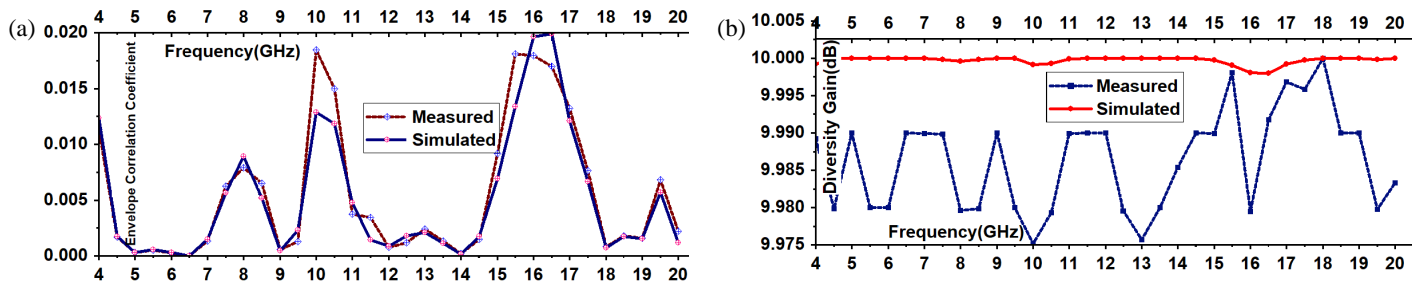 (a)
4 5 6 7 8 9 10 11 12 13 14 15 16 17 18 19 20
0.020
0.015
0.010
0.005
0.000
Envelope Correlation Coefficient
Frequency(GHz)
Measured
Simulated
4 5 6 7 8 9 10 11 12 13 14 15 16 17 18 19 20
(b)
4 5 6 7 8 9 10 11 12 13 14 15 16 17 18 19 20
10.005
10.000
9.995
9.990
9.985
9.980
9.975
Diversity Gain(dB)
Measured
Simulated
Frequency(GHz)
4 5 6 7 8 9 10 11 12 13 14 15 16 17 18 19 20